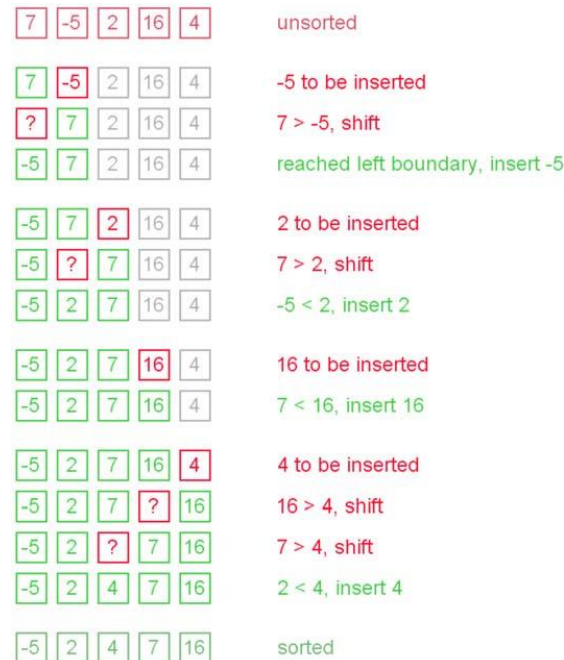 7 -5 2 16 4 unsorted
7 -5 2 16 4 -5 to be inserted
? 7 2 16 4 7 > -5, shift
-5 7 2 16 4 reached left boundary, insert -5
-5 7 2 16 4 2 to be inserted
-5 ? 7 16 4 7 > 2, shift
-5 2 7 16 4 -5 < 2, insert 2
-5 2 7 16 4 16 to be inserted
-5 2 7 16 4 7 < 16, insert 16
-5 2 7 16 4 4 to be inserted
-5 2 7 ? 16 16 > 4, shift
-5 2 ? 7 16 7 > 4, shift
-5 2 4 7 16 2 < 4, insert 4
-5 2 4 7 16 sorted